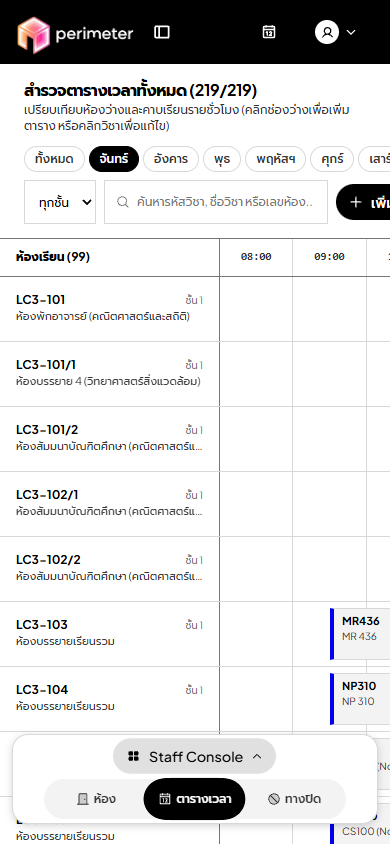 perimeter
12
สำรวจตารางเวลาทั้งหมด (219/219)
เปรียบเทียบห้องว่างและคาบเรียนรายชั่วโมง (คลิกช่องว่างเพื่อเพิ่ม
ตาราง หรือคลิกวิชาเพื่อแก้ไข)
ทั้งหมด จันทร์ อังคาร พุธ พฤหัสฯ ศุกร์ เสาร์
ทุกชั้น ค้นหารหัสวิชา, ชื่อวิชา หรือเลขห้อง..
ห้องเรียน (99) 08:00 09:00
LC3-101 ชั้น 1
ห้องพักอาจารย์ (คณิตศาสตร์และสถิติ)
LC3-101/1 ชั้น 1
ห้องบรรยาย 4 (วิทยาศาสตร์สิ่งแวดล้อม)
LC3-101/2 ชั้น 1
ห้องสัมมนาบัณฑิตศึกษา (คณิตศาสตร์แ...
LC3-102/1 ชั้น 1
ห้องสัมมนาบัณฑิตศึกษา (คณิตศาสตร์แ...
LC3-102/2 ชั้น 1
ห้องสัมมนาบัณฑิตศึกษา (คณิตศาสตร์แ...
LC3-103 ชั้น 1 MR436
ห้องบรรยายเรียนรวม MR 436
LC3-104 ชั้น 1 NP310
ห้องบรรยายเรียนรวม NP 310
Staff Console
ห้อง ตารางเวลา ทางปิด
ห้องบรรยายเรียนรวม CS100 (No